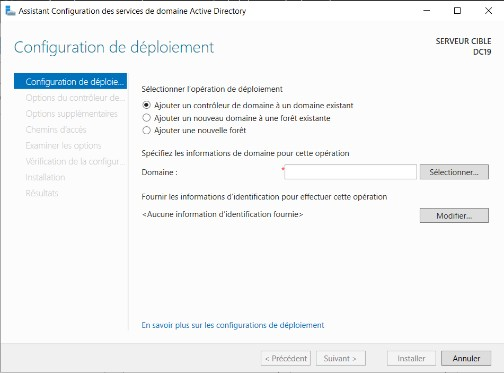 Assistant Configuration des services de domaine Active Directory
Configuration de déploiement
SERVEUR CIBLE
DC19
Configuration de déploie...
Options du contrôleur de...
Options supplémentaires
Chemins d'accès
Examiner les options
Vérification de la configur...
Installation
Résultats
Sélectionner l'opération de déploiement
Ajouter un contrôleur de domaine à un domaine existant
Ajouter un nouveau domaine à une forêt existante
Ajouter une nouvelle forêt
Spécifiez les informations de domaine pour cette opération
Domaine : * Sélectionner...
Fournir les informations d'identification pour effectuer cette opération
<Aucune information d'identification fournie> Modifier...
En savoir plus sur les configurations de déploiement
< Précédent Suivant > Installer Annuler